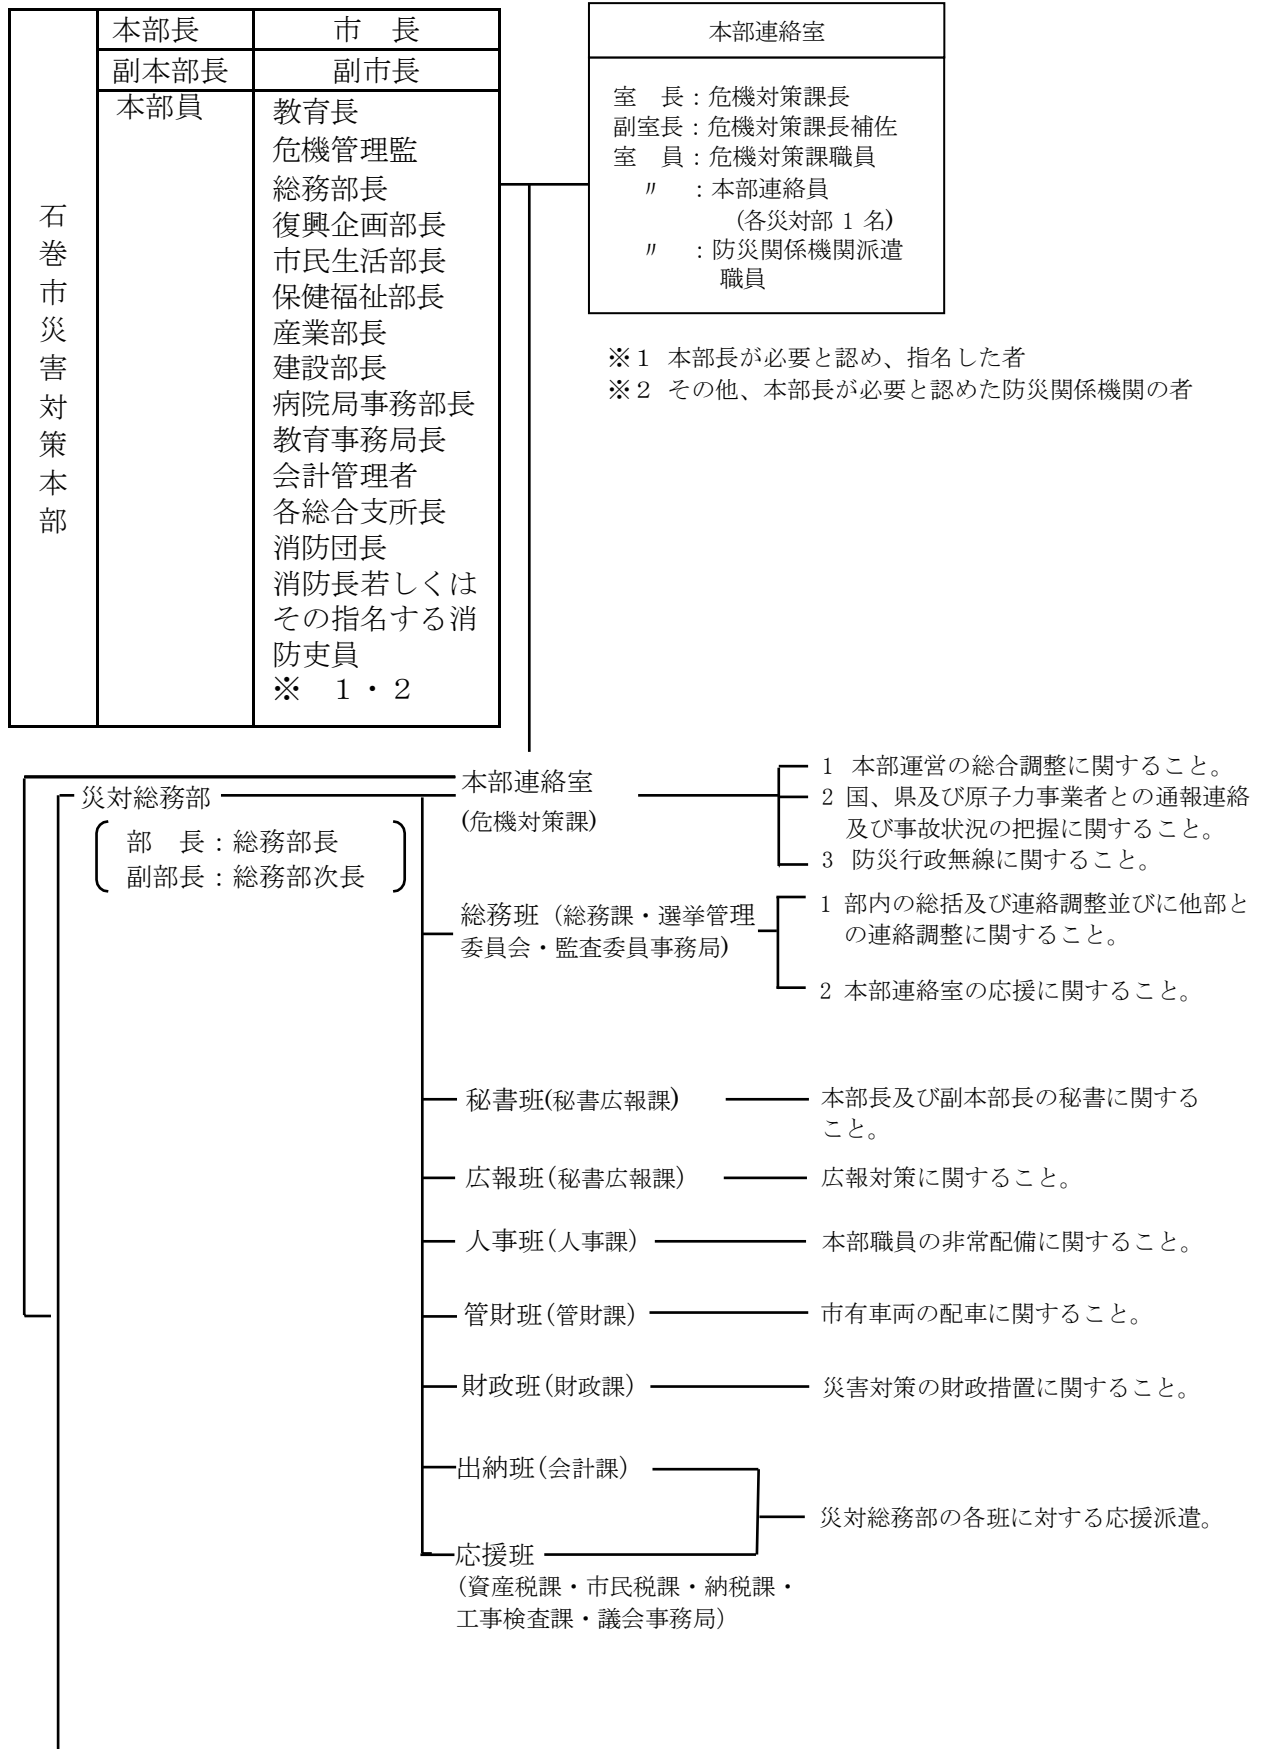 石巻市災害対策本部
本部長　市　長
副本部長　副市長
本部員　教育長
危機管理監
総務部長
復興企画部長
市民生活部長
保健福祉部長
産業部長
建設部長
病院局事務部長
教育事務局長
会計管理者
各総合支所長
消防団長
消防長若しくは
その指名する消
防吏員
※　１・２
本部連絡室
室　長：危機対策課長
副室長：危機対策課長補佐
室　員：危機対策課職員
〃　：本部連絡員
(各災対部 1 名)
〃　：防災関係機関派遣
職員
※１ 本部長が必要と認め、指名した者
※２ その他、本部長が必要と認めた防災関係機関の者
災対総務部
部　長：総務部長
副部長：総務部次長
本部連絡室
(危機対策課)
1 本部運営の総合調整に関すること。
2 国、県及び原子力事業者との通報連絡
及び事故状況の把握に関すること。
3 防災行政無線に関すること。
総務班（総務課・選挙管理
委員会・監査委員事務局)
1 部内の総括及び連絡調整並びに他部と
の連絡調整に関すること。
2 本部連絡室の応援に関すること。
秘書班(秘書広報課)
本部長及び副本部長の秘書に関する
こと。
広報班(秘書広報課)
広報対策に関すること。
人事班(人事課)
本部職員の非常配備に関すること。
管財班(管財課)
市有車両の配車に関すること。
財政班(財政課)
災害対策の財政措置に関すること。
出納班(会計課)
災対総務部の各班に対する応援派遣。
応援班
(資産税課・市民税課・納税課・
工事検査課・議会事務局)